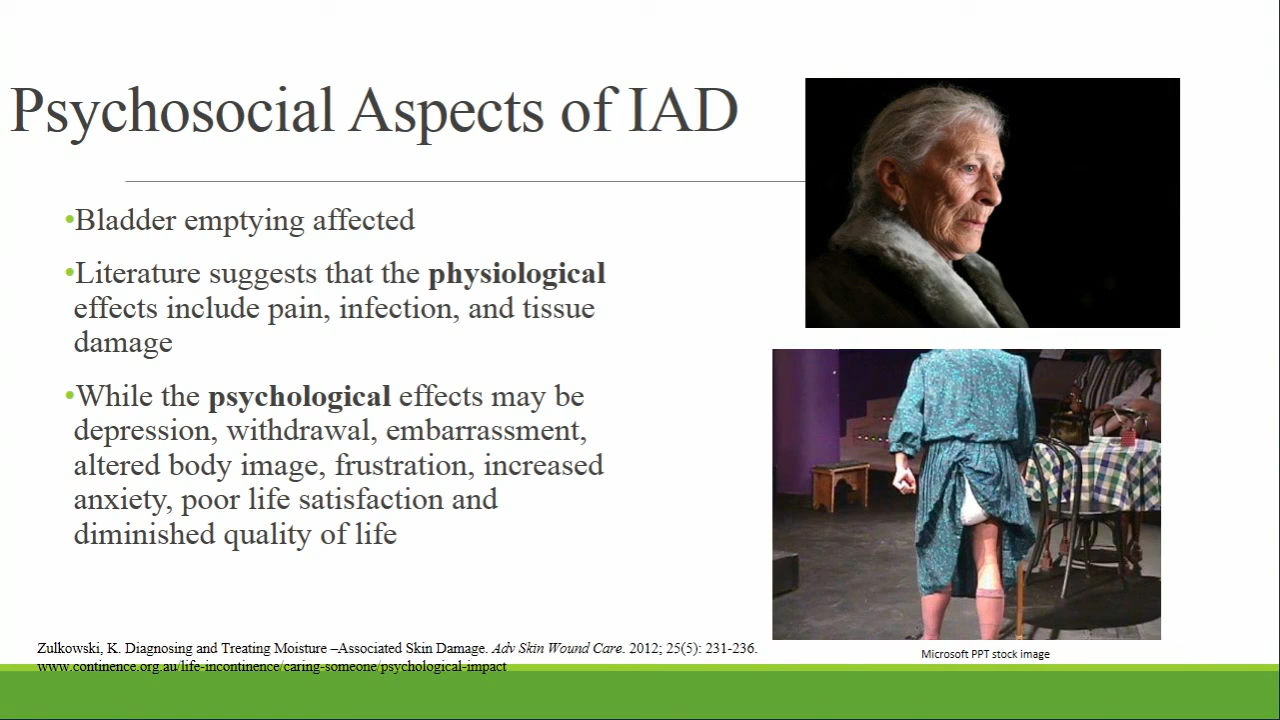 Psychosocial Aspects of IAD
•Bladder emptying affected
•Literature suggests that the physiological
effects include pain, infection, and tissue
damage
•While the psychological effects may be
depression, withdrawal, embarrassment,
altered body image, frustration, increased
anxiety, poor life satisfaction and
diminished quality of life
Zulkowski, K. Diagnosing and Treating Moisture –Associated Skin Damage. Adv Skin Wound Care. 2012; 25(5): 231-236.
www.continence.org.au/life-incontinence/caring-someone/psychological-impact
Microsoft PPT stock image